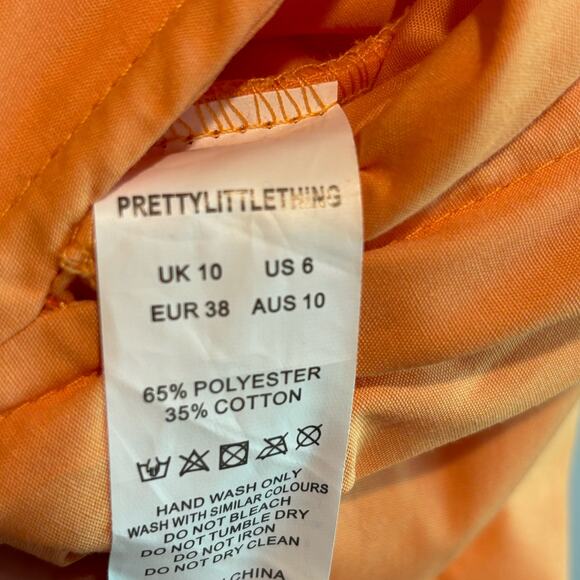 PRETTYLITTLETHING
UK 10 US 6
EUR 38 AUS 10
65% POLYESTER
35% COTTON
HAND WASH ONLY
WASH WITH SIMILAR COLOURS
DO NOT BLEACH
DO NOT TUMBLE DRY
DO NOT IRON
DO NOT DRY CLEAN
CHINA